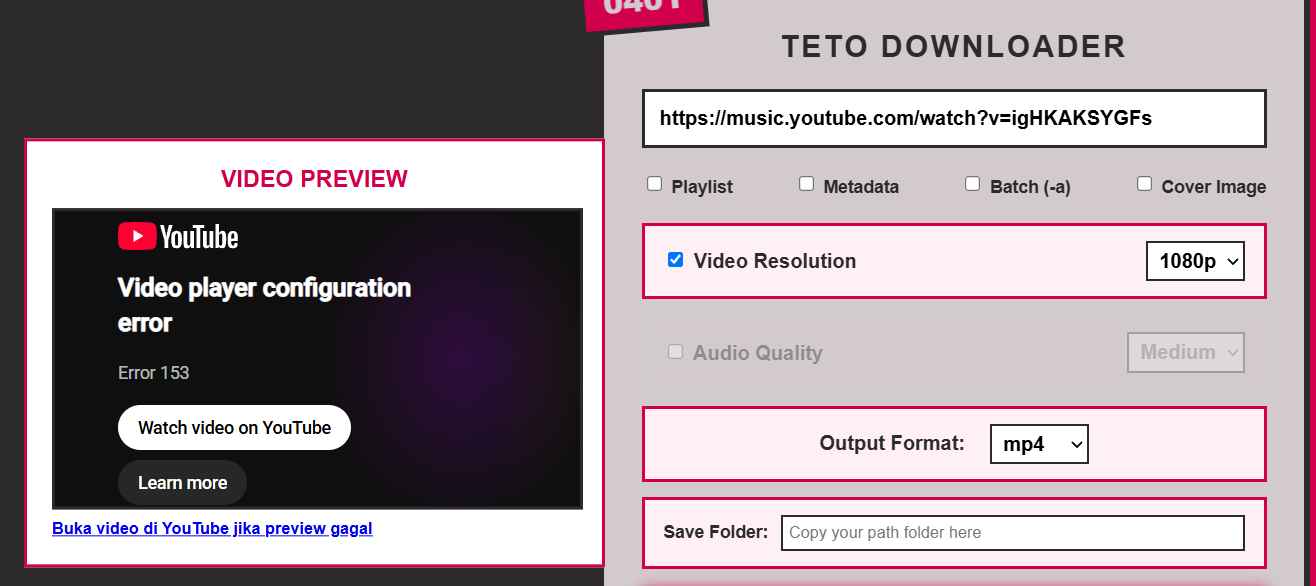 0401
TETO DOWNLOADER
https://music.youtube.com/watch?v=igHKAKSYGFs
Playlist
Metadata
Batch (-a)
Cover Image
Video Resolution
1080p
Audio Quality
Medium
Output Format:
mp4
Save Folder:
Copy your path folder here
VIDEO PREVIEW
YouTube
Video player configuration
error
Error 153
Watch video on YouTube
Learn more
Buka video di YouTube jika preview gagal